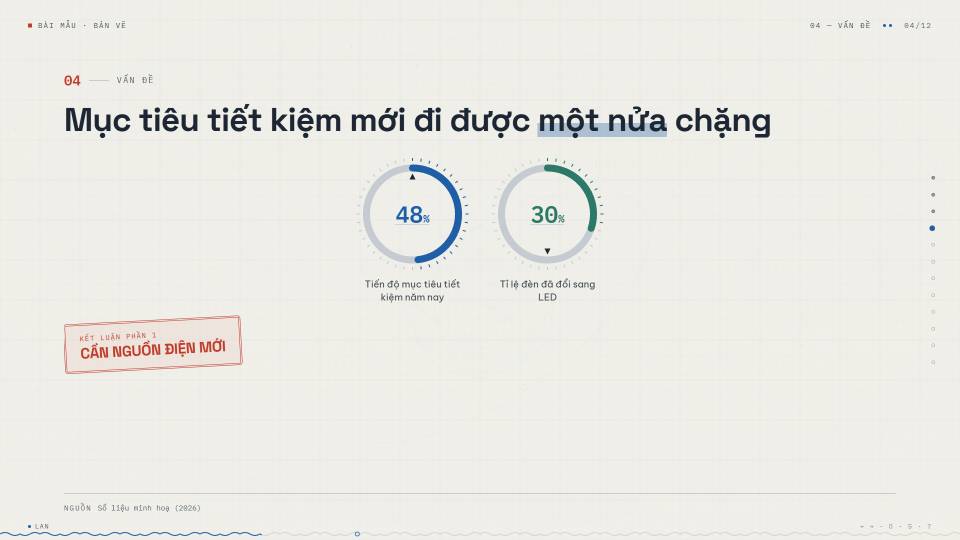 BÀI MẪU · BẢN VẼ
04 — VẤN ĐỀ
04/12
04 — VẤN ĐỀ
Mục tiêu tiết kiệm mới đi được một nửa chặng
48%
30%
Tiến độ mục tiêu tiết
kiệm năm nay
Tỉ lệ đèn đã đổi sang
LED
KẾT LUẬN PHẦN 1
CẦN NGUỒN ĐIỆN MỚI
NGUỒN Số liệu minh hoạ (2026)
LAN